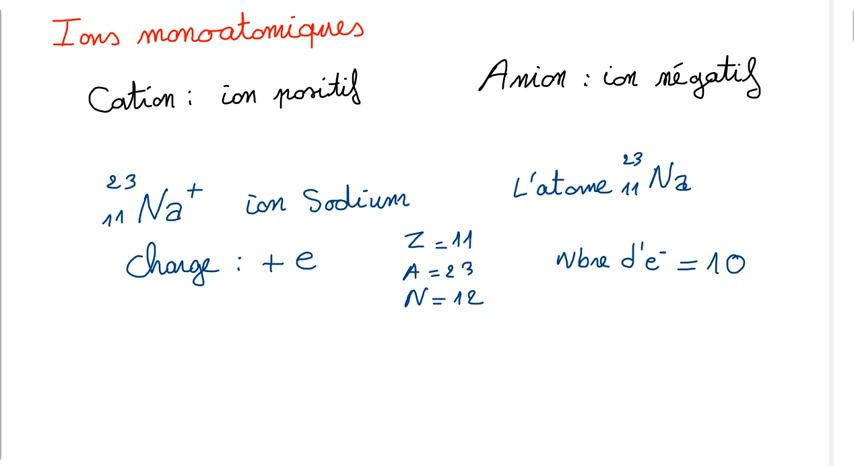 Ions monoatomiques
Cation : ion positif
Anion : ion négatif
²³₁₁Na⁺ ion Sodium
L'atome ²³₁₁Na
Charge : + e
Z = 11
A = 23
N = 12
Nbre d'e⁻ = 10